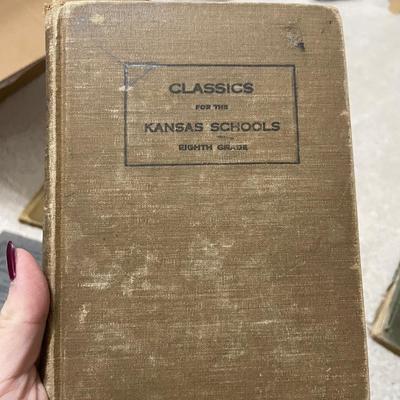 CLASSICS
FOR THE
KANSAS SCHOOLS
EIGHTH GRADE